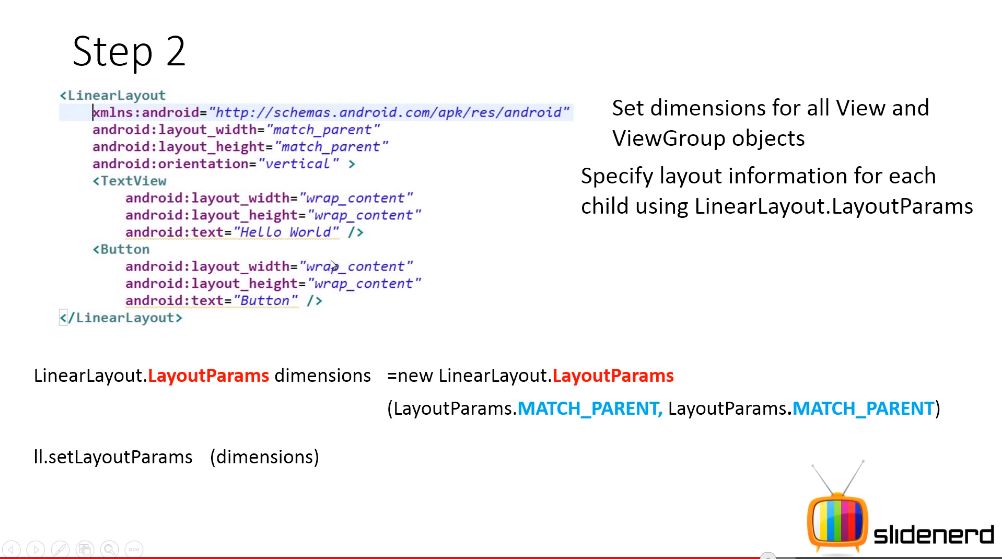 Step 2
<LinearLayout
xmlns:android="http://schemas.android.com/apk/res/android"
android:layout_width="match_parent"
android:layout_height="match_parent"
android:orientation="vertical" >
<TextView
android:layout_width="wrap_content"
android:layout_height="wrap_content"
android:text="Hello World" />
<Button
android:layout_width="wrap_content"
android:layout_height="wrap_content"
android:text="Button" />
</LinearLayout>
Set dimensions for all View and
ViewGroup objects
Specify layout information for each
child using LinearLayout.LayoutParams
LinearLayout.LayoutParams dimensions =new LinearLayout.LayoutParams
(LayoutParams.MATCH_PARENT, LayoutParams.MATCH_PARENT)
ll.setLayoutParams (dimensions)
slidenerd